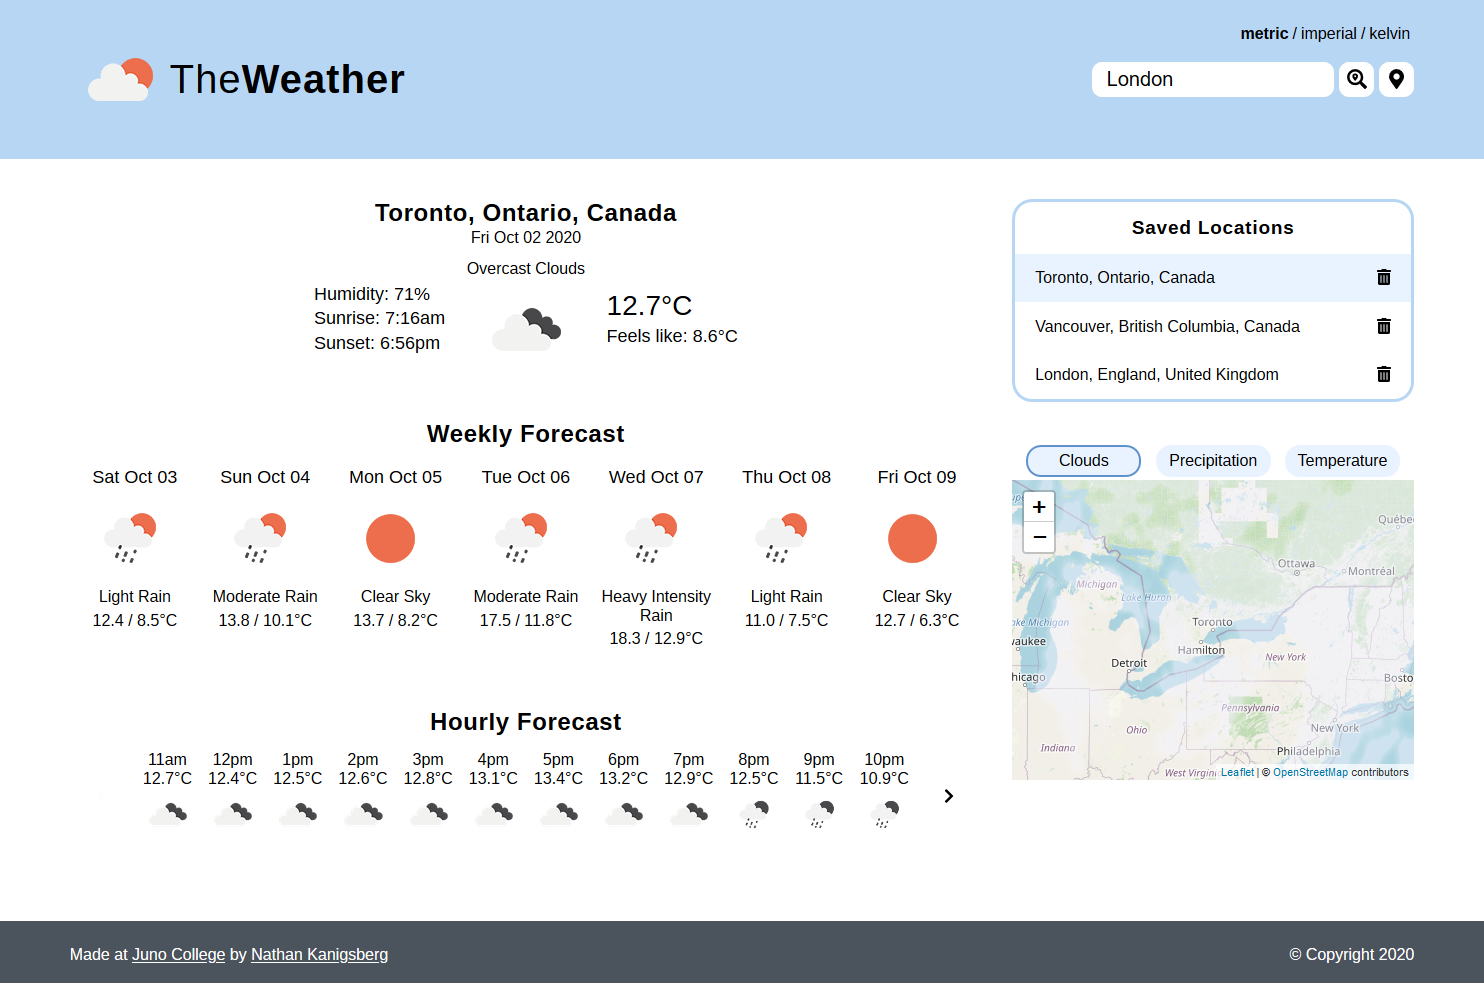 metric / imperial / kelvin
TheWeather
London
Toronto, Ontario, Canada
Fri Oct 02 2020
Overcast Clouds
Humidity: 71%
Sunrise: 7:16am
Sunset: 6:56pm
12.7°C
Feels like: 8.6°C
Weekly Forecast
Sat Oct 03
Light Rain
12.4 / 8.5°C
Sun Oct 04
Moderate Rain
13.8 / 10.1°C
Mon Oct 05
Clear Sky
13.7 / 8.2°C
Tue Oct 06
Moderate Rain
17.5 / 11.8°C
Wed Oct 07
Heavy Intensity
Rain
18.3 / 12.9°C
Thu Oct 08
Light Rain
11.0 / 7.5°C
Fri Oct 09
Clear Sky
12.7 / 6.3°C
Hourly Forecast
11am
12.7°C
12pm
12.4°C
1pm
12.5°C
2pm
12.6°C
3pm
12.8°C
4pm
13.1°C
5pm
13.4°C
6pm
13.2°C
7pm
12.9°C
8pm
12.5°C
9pm
11.5°C
10pm
10.9°C
Saved Locations
Toronto, Ontario, Canada
Vancouver, British Columbia, Canada
London, England, United Kingdom
Clouds
Precipitation
Temperature
+
−
Québec
Ottawa
Montréal
Michigan
Lake Huron
ake Michigan
Toronto
vaukee
Hamilton
New York
Detroit
hicago
Bosto
Pennsylvania
Ohio
New York
Indiana
Philadelphia
West Virgini
Leaflet | © OpenStreetMap contributors
Made at Juno College by Nathan Kanigsberg
© Copyright 2020